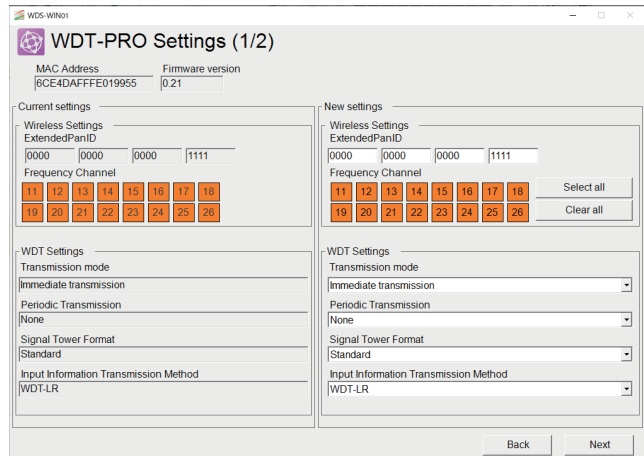 WDS-WIN01
WDT-PRO Settings (1/2)
MAC Address Firmware version
6CE4DAFFFE019955 0.21
Current settings
Wireless Settings
ExtendedPanID
0000 0000 0000 1111
Frequency Channel
11 12 13 14 15 16 17 18
19 20 21 22 23 24 25 26
WDT Settings
Transmission mode
Immediate transmission
Periodic Transmission
None
Signal Tower Format
Standard
Input Information Transmission Method
WDT-LR
New settings
Wireless Settings
ExtendedPanID
0000 0000 0000 1111
Frequency Channel
11 12 13 14 15 16 17 18 Select all
19 20 21 22 23 24 25 26 Clear all
WDT Settings
Transmission mode
Immediate transmission
Periodic Transmission
None
Signal Tower Format
Standard
Input Information Transmission Method
WDT-LR
Back Next